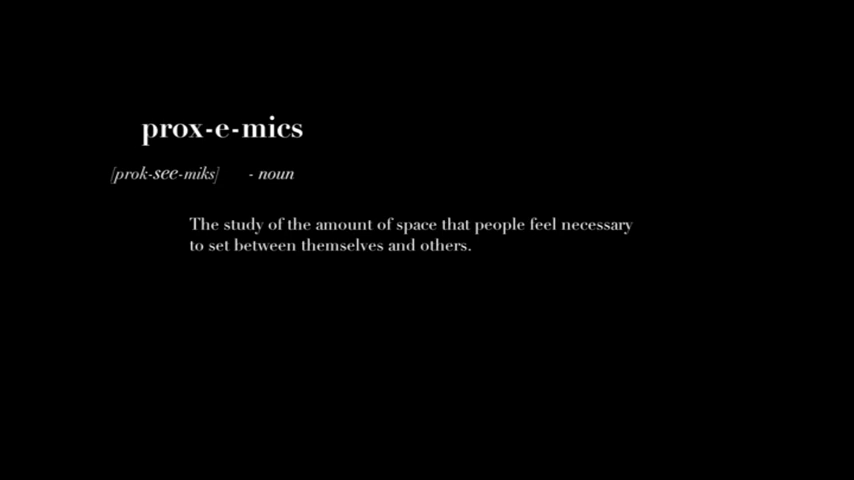 prox-e-mics
[prok-see-miks] - noun
The study of the amount of space that people feel necessary
to set between themselves and others.